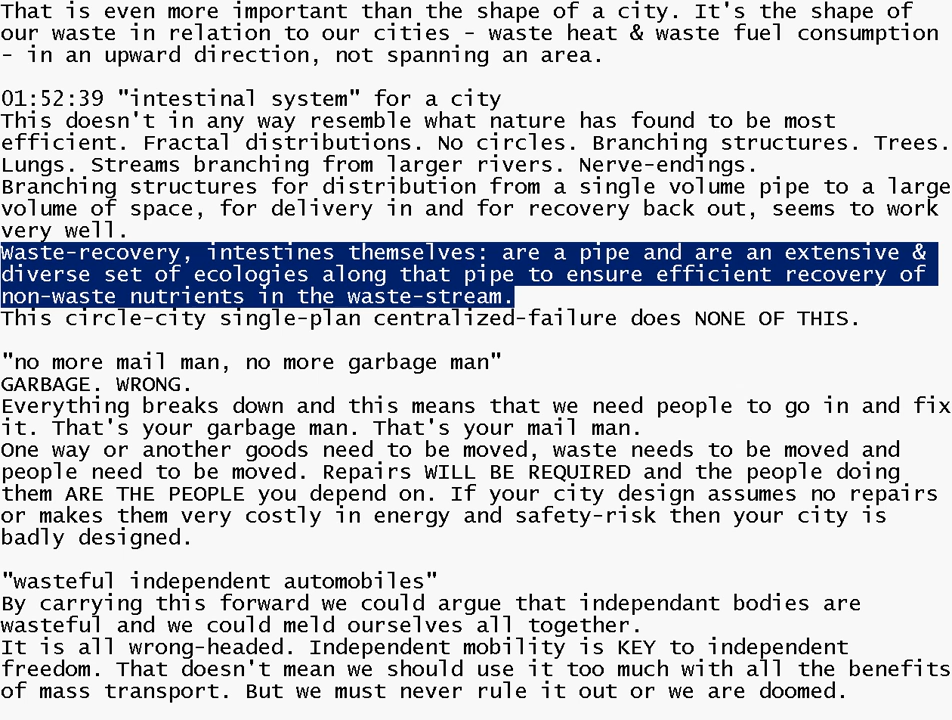 That is even more important than the shape of a city. It's the shape of
our waste in relation to our cities - waste heat & waste fuel consumption
- in an upward direction, not spanning an area.
01:52:39 "intestinal system" for a city
This doesn't in any way resemble what nature has found to be most
efficient. Fractal distributions. No circles. Branching structures. Trees.
Lungs. Streams branching from larger rivers. Nerve-endings.
Branching structures for distribution from a single volume pipe to a large
volume of space, for delivery in and for recovery back out, seems to work
very well.
Waste-recovery, intestines themselves: are a pipe and are an extensive &
diverse set of ecologies along that pipe to ensure efficient recovery of
non-waste nutrients in the waste-stream.
This circle-city single-plan centralized-failure does NONE OF THIS.
"no more mail man, no more garbage man"
GARBAGE. WRONG.
Everything breaks down and this means that we need people to go in and fix
it. That's your garbage man. That's your mail man.
One way or another goods need to be moved, waste needs to be moved and
people need to be moved. Repairs WILL BE REQUIRED and the people doing
them ARE THE PEOPLE you depend on. If your city design assumes no repairs
or makes them very costly in energy and safety-risk then your city is
badly designed.
"wasteful independent automobiles"
By carrying this forward we could argue that independant bodies are
wasteful and we could meld ourselves all together.
It is all wrong-headed. Independent mobility is KEY to independent
freedom. That doesn't mean we should use it too much with all the benefits
of mass transport. But we must never rule it out or we are doomed.